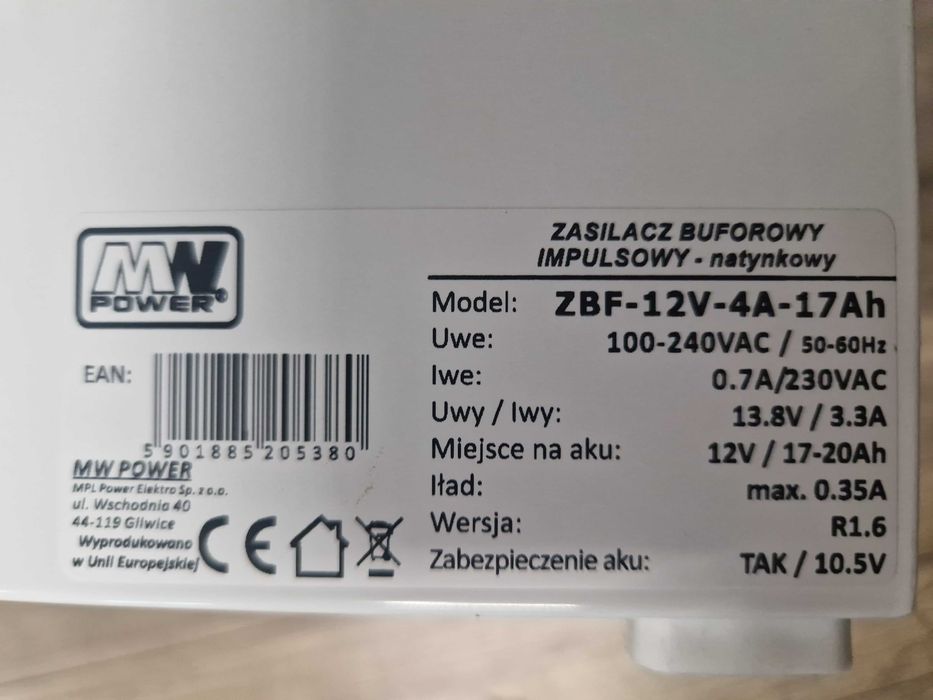 MW
POWER®
EAN:
5 901885 205380
MW POWER
MPL Power Elektro Sp. z o.o.
ul. Wschodnia 40
44-119 Gliwice
Wyprodukowano
w Unii Europejskiej
CE
ZASILACZ BUFOROWY
IMPULSOWY - natynkowy
Model: ZBF-12V-4A-17Ah
Uwe: 100-240VAC / 50-60Hz
Iwe: 0.7A/230VAC
Uwy / Iwy: 13.8V / 3.3A
Miejsce na aku: 12V / 17-20Ah
Iład: max. 0.35A
Wersja: R1.6
Zabezpieczenie aku: TAK / 10.5V